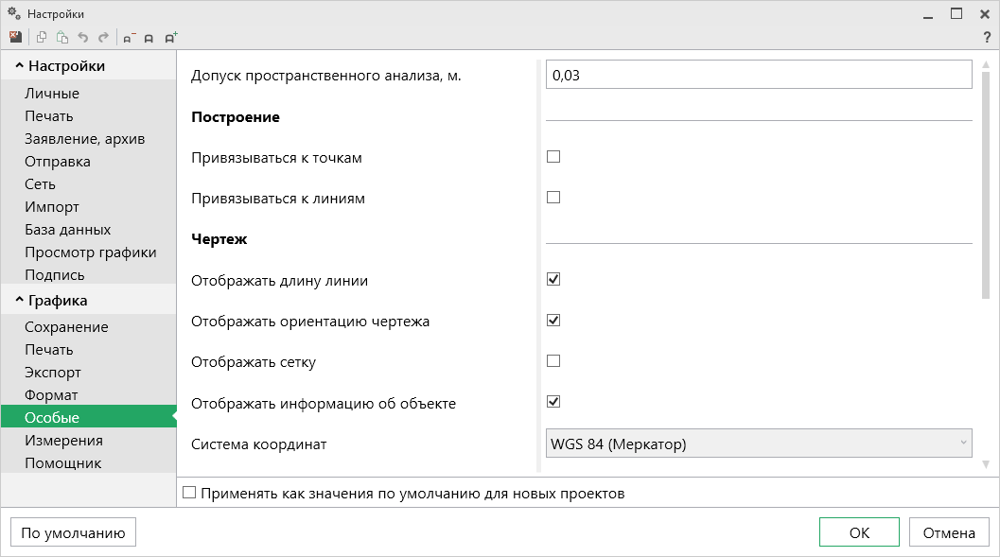 Настройки
?
Настройки
Личные
Печать
Заявление, архив
Отправка
Сеть
Импорт
База данных
Просмотр графики
Подпись
Графика
Сохранение
Печать
Экспорт
Формат
Особые
Измерения
Помощник
Допуск пространственного анализа, м.
0,03
Построение
Привязываться к точкам
Привязываться к линиям
Чертеж
Отображать длину линии
Отображать ориентацию чертежа
Отображать сетку
Отображать информацию об объекте
Система координат
WGS 84 (Меркатор)
Применять как значения по умолчанию для новых проектов
По умолчанию
ОК
Отмена